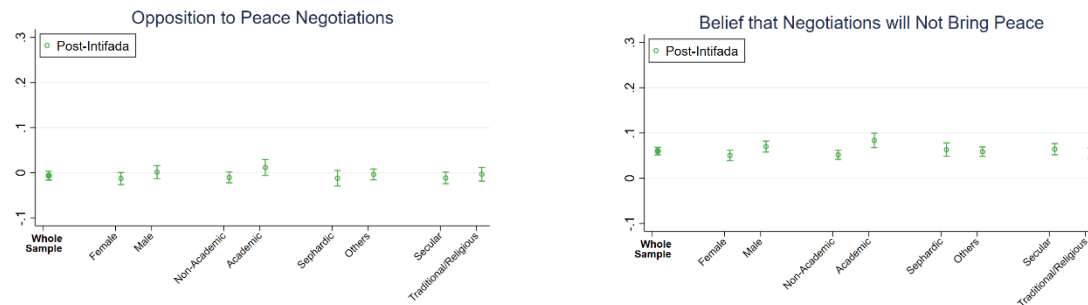 Opposition to Peace Negotiations
.3
Post-Intifada
.2
.1
0
-.1
Whole
Sample
Female
Male
Non-Academic
Academic
Sephardic
Others
Secular
Traditional/Religious
Belief that Negotiations will Not Bring Peace
.3
Post-Intifada
.2
.1
0
-.1
Whole
Sample
Female
Male
Non-Academic
Academic
Sephardic
Others
Secular
Traditional/Religious